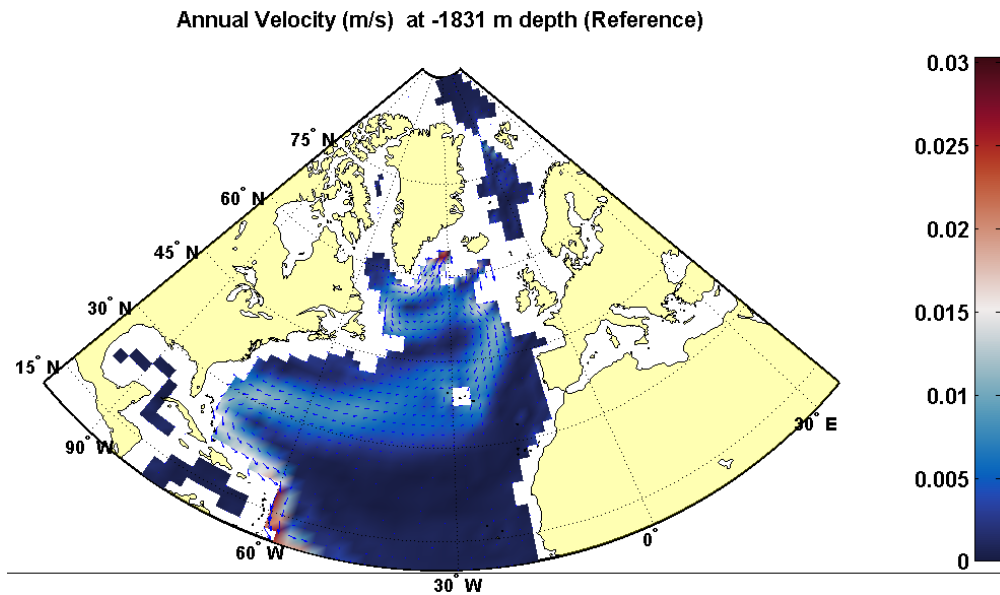 Annual Velocity (m/s)  at -1831 m depth (Reference)
0.03
75° N
0.025
60° N
0.02
45° N
0.015
30° N
15° N
0.01
30° E
90° W
0.005
0°
60° W
0
30° W